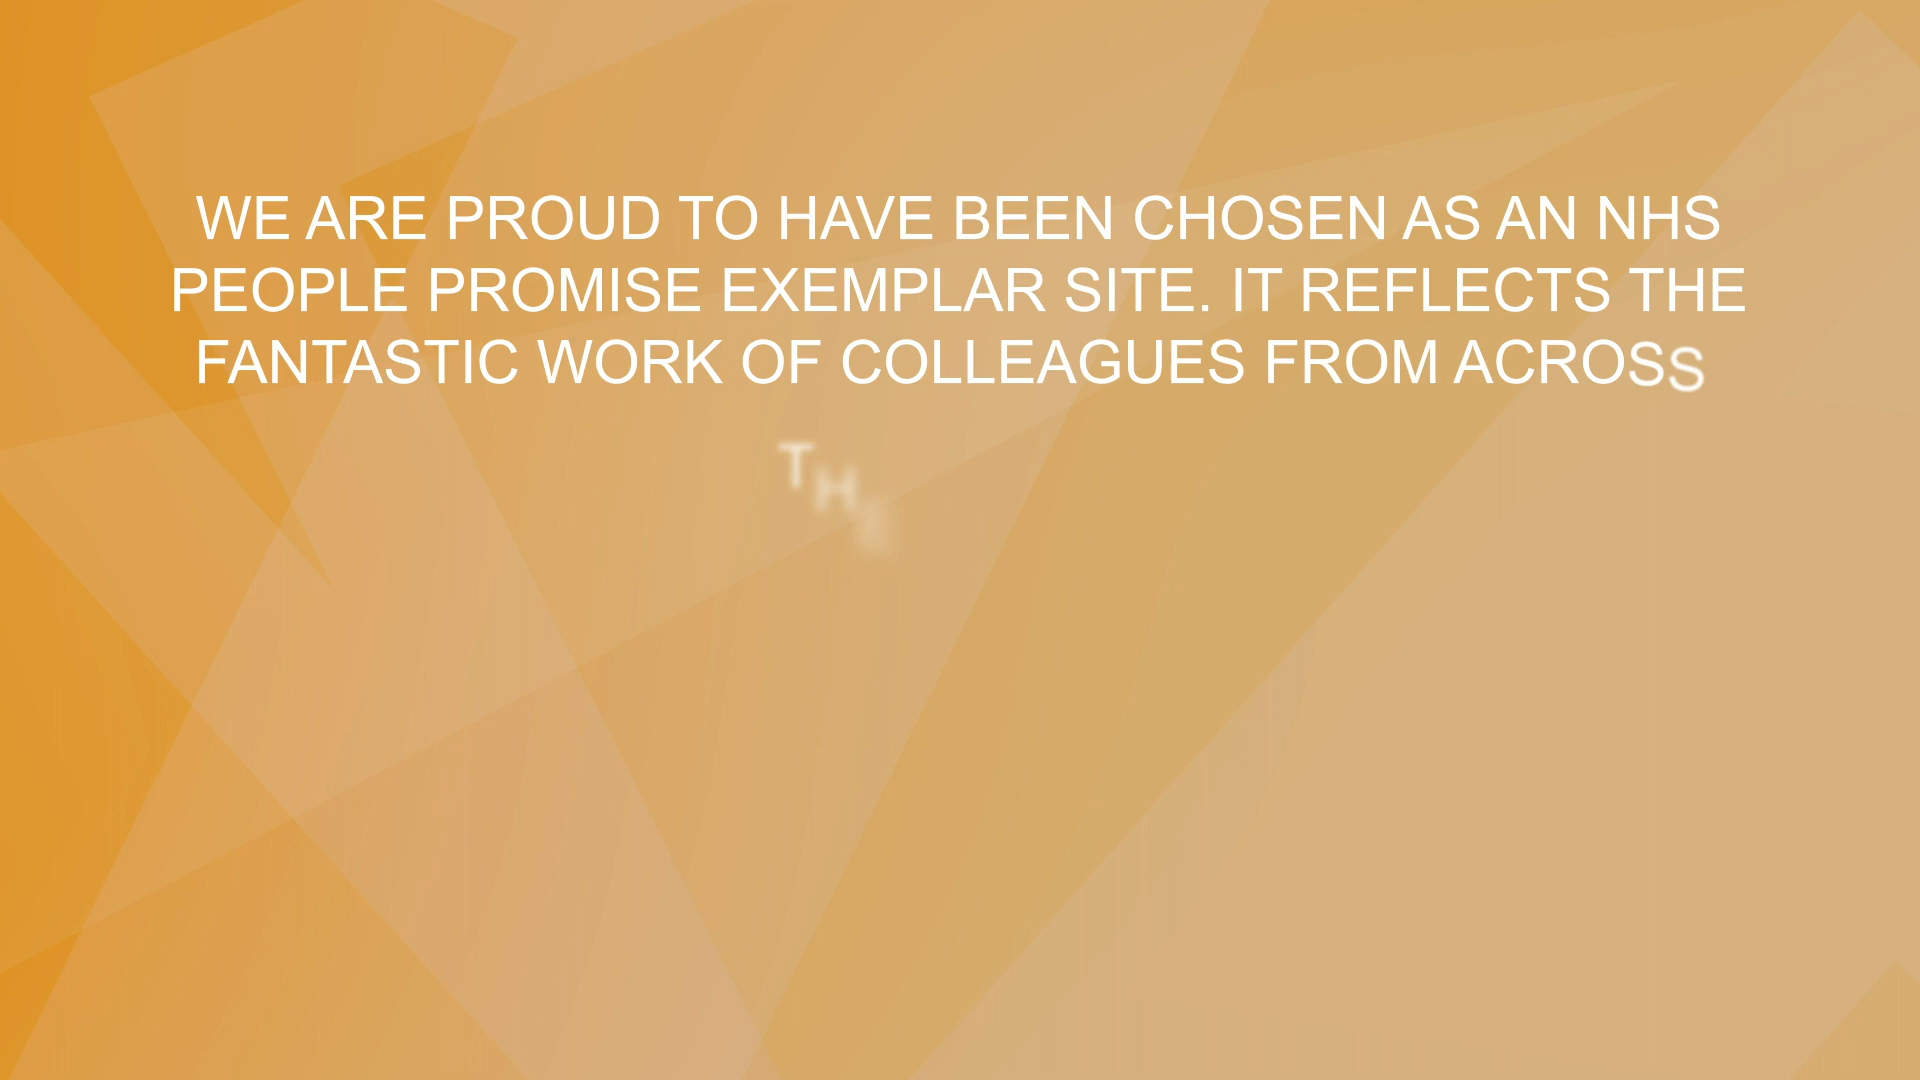 WE ARE PROUD TO HAVE BEEN CHOSEN AS AN NHS
PEOPLE PROMISE EXEMPLAR SITE. IT REFLECTS THE
FANTASTIC WORK OF COLLEAGUES FROM ACROSS
THE